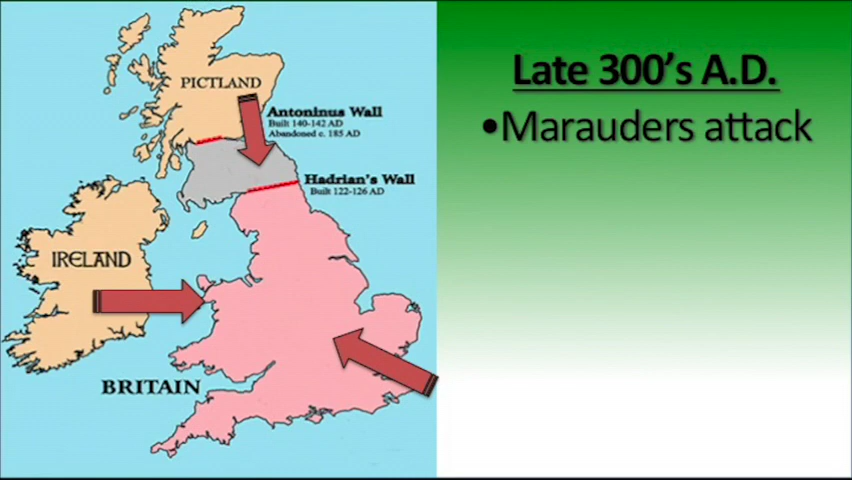 PICTLAND
Antoninus Wall
Built 140-142 AD
Abandoned c. 185 AD
Hadrian's Wall
Built 122-126 AD
IRELAND
BRITAIN
Late 300's A.D.
•Marauders attack